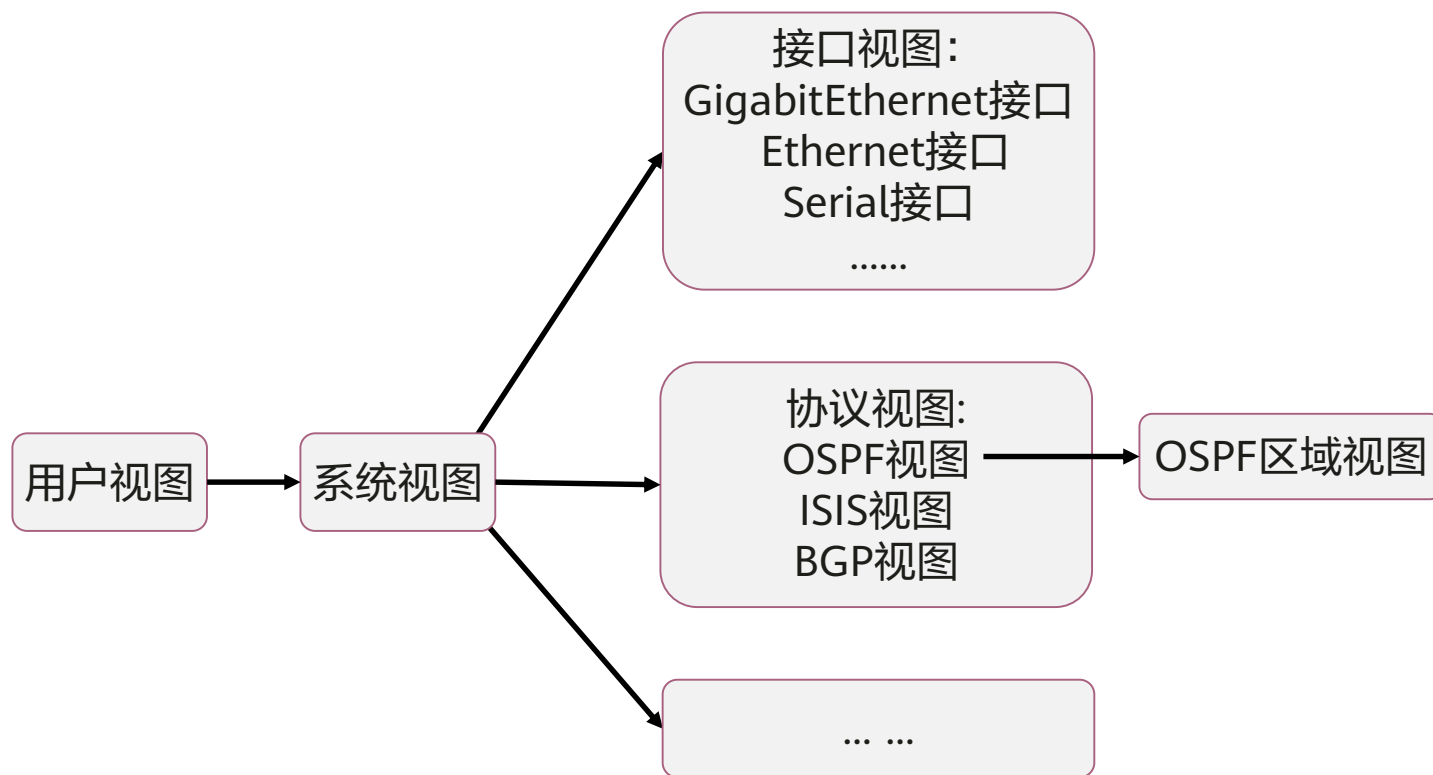 用户视图
系统视图
接口视图：
GigabitEthernet接口
Ethernet接口
Serial接口
......
协议视图:
OSPF视图
ISIS视图
BGP视图
OSPF区域视图
... ...